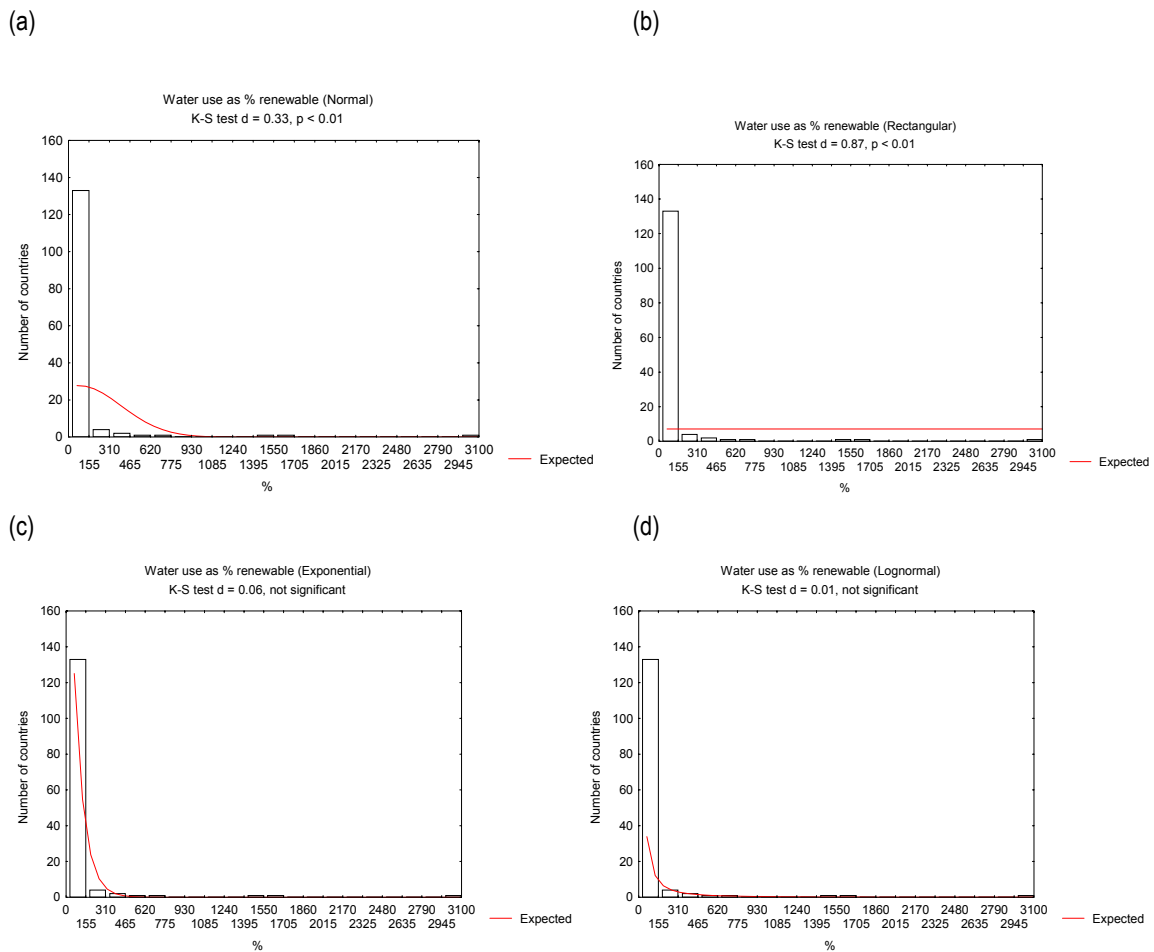 (a)
Water use as % renewable (Normal)
K-S test d = 0.33, p < 0.01
Number of countries
160
140
120
100
80
60
40
20
0
0 310 620 930 1240 1550 1860 2170 2480 2790 3100
155 465 775 1085 1395 1705 2015 2325 2635 2945
%
Expected
(b)
Water use as % renewable (Rectangular)
K-S test d = 0.87, p < 0.01
Number of countries
160
140
120
100
80
60
40
20
0
0 310 620 930 1240 1550 1860 2170 2480 2790 3100
155 465 775 1085 1395 1705 2015 2325 2635 2945
%
Expected
(c)
Water use as % renewable (Exponential)
K-S test d = 0.06, not significant
Number of countries
160
140
120
100
80
60
40
20
0
0 310 620 930 1240 1550 1860 2170 2480 2790 3100
155 465 775 1085 1395 1705 2015 2325 2635 2945
%
Expected
(d)
Water use as % renewable (Lognormal)
K-S test d = 0.01, not significant
Number of countries
160
140
120
100
80
60
40
20
0
0 310 620 930 1240 1550 1860 2170 2480 2790 3100
155 465 775 1085 1395 1705 2015 2325 2635 2945
%
Expected